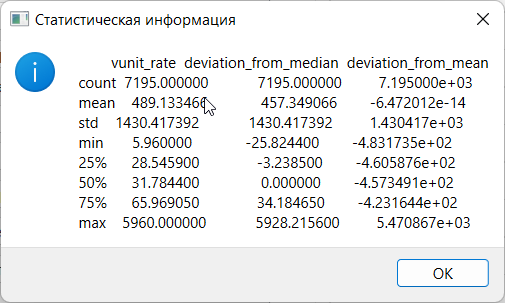 Статистическая информация
vunit_rate deviation_from_median deviation_from_mean
count 7195.000000 7195.000000 7.195000e+03
mean 489.133466 457.349066 -6.472012e-14
std 1430.417392 1430.417392 1.430417e+03
min 5.960000 -25.824400 -4.831735e+02
25% 28.545900 -3.238500 -4.605876e+02
50% 31.784400 0.000000 -4.573491e+02
75% 65.969050 34.184650 -4.231644e+02
max 5960.000000 5928.215600 5.470867e+03
OK